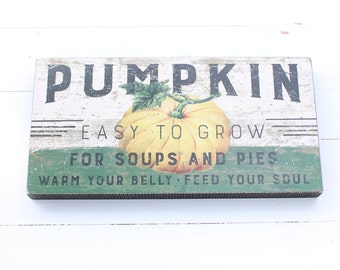 PUMPKIN
EASY TO GROW
FOR SOUPS AND PIES
WARM YOUR BELLY · FEED YOUR SOUL